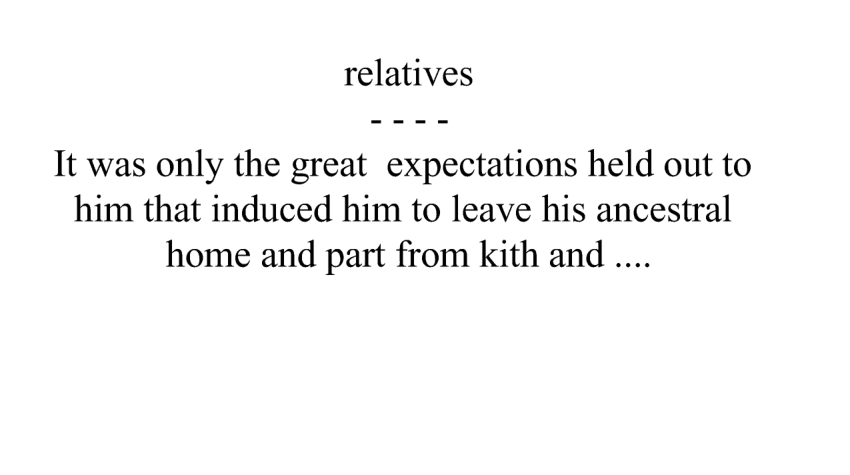 relatives
- - - -
It was only the great  expectations held out to
him that induced him to leave his ancestral
home and part from kith and ....